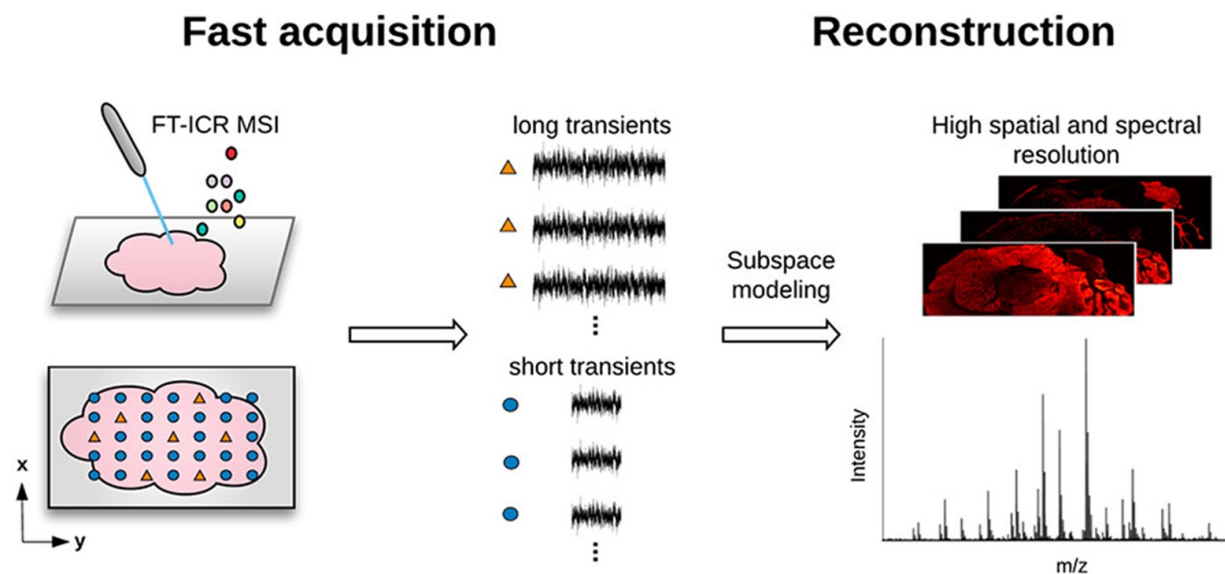 Fast acquisition
Reconstruction
FT-ICR MSI
long transients
short transients
Subspace
modeling
High spatial and spectral
resolution
Intensity
m/z
x
y